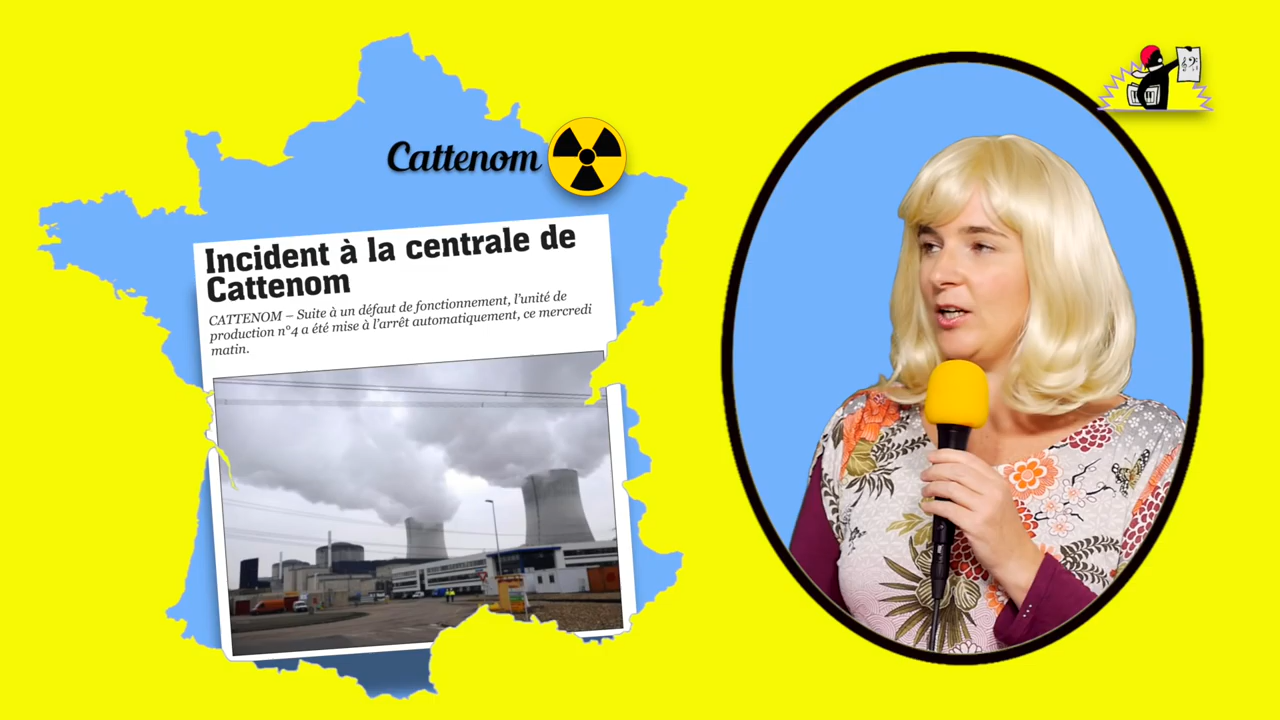 Cattenom
Incident à la centrale de
Cattenom
CATTENOM – Suite à un défaut de fonctionnement, l'unité de
production n°4 a été mise à l'arrêt automatiquement, ce mercredi
matin.